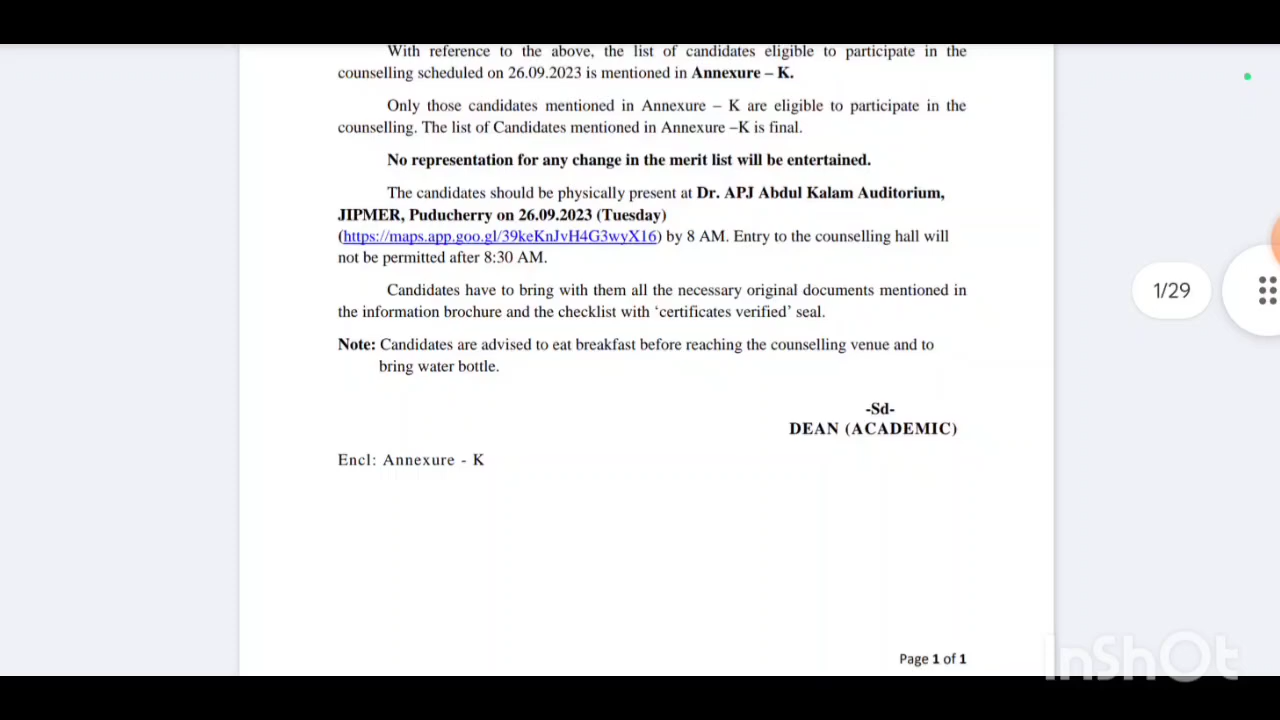 With reference to the above, the list of candidates eligible to participate in the
counselling scheduled on 26.09.2023 is mentioned in Annexure – K.
Only those candidates mentioned in Annexure – K are eligible to participate in the
counselling. The list of Candidates mentioned in Annexure –K is final.
No representation for any change in the merit list will be entertained.
The candidates should be physically present at Dr. APJ Abdul Kalam Auditorium,
JIPMER, Puducherry on 26.09.2023 (Tuesday)
(https://maps.app.goo.gl/39keKnJvH4G3wyX16) by 8 AM. Entry to the counselling hall will
not be permitted after 8:30 AM.
1/29
Candidates have to bring with them all the necessary original documents mentioned in
the information brochure and the checklist with ‘certificates verified’ seal.
Note: Candidates are advised to eat breakfast before reaching the counselling venue and to
bring water bottle.
-Sd-
DEAN (ACADEMIC)
Encl: Annexure - K
Page 1 of 1
InShOt